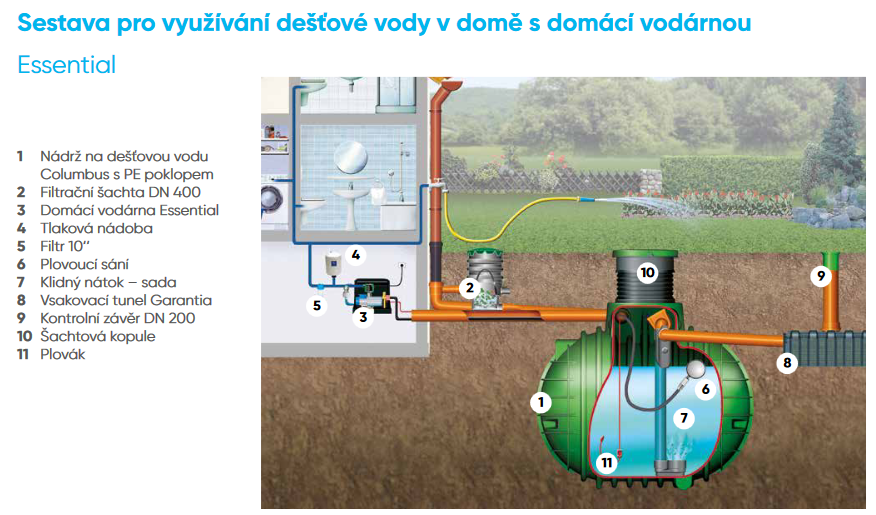 Sestava pro využívání dešťové vody v domě s domácí vodárnou
Essential
1 Nádrž na dešťovou vodu
Columbus s PE poklopem
2 Filtrační šachta DN 400
3 Domácí vodárna Essential
4 Tlaková nádoba
5 Filtr 10“
6 Plovoucí sání
7 Klidný nátok – sada
8 Vsakovací tunel Garantia
9 Kontrolní závěr DN 200
10 Šachtová kopule
11 Plovák
4
2
10
9
5
3
8
6
1
7
11